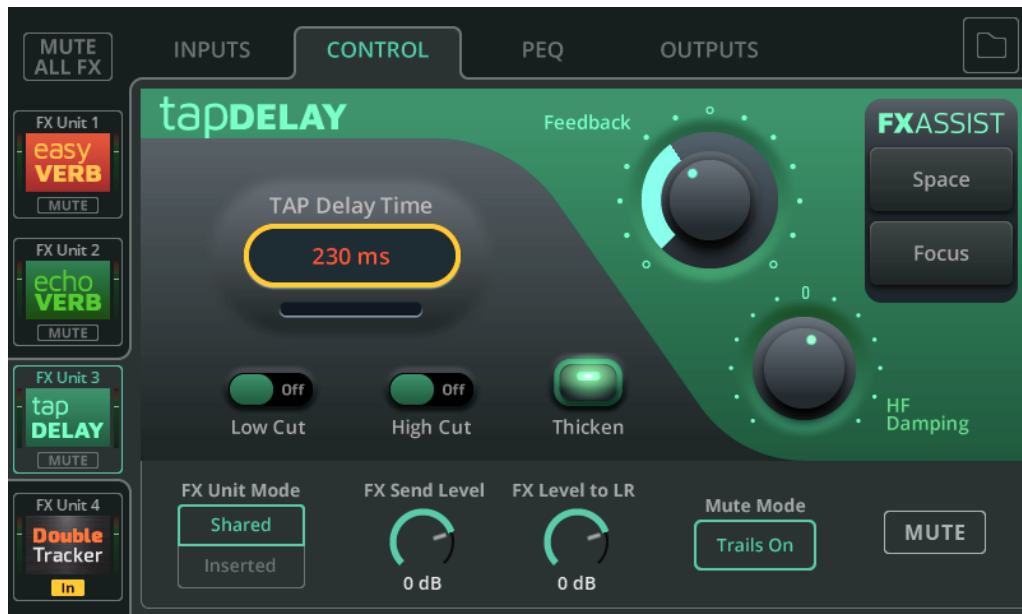 MUTE
ALL FX
INPUTS
CONTROL
PEQ
OUTPUTS
FX Unit 1
easy
VERB
MUTE
FX Unit 2
echo
VERB
MUTE
FX Unit 3
tap
DELAY
MUTE
FX Unit 4
Double
Tracker
In
tapDELAY
TAP Delay Time
230 ms
Feedback
FXASSIST
Space
Focus
0
HF
Damping
Off
Low Cut
Off
High Cut
Thicken
FX Unit Mode
Shared
Inserted
FX Send Level
0 dB
FX Level to LR
0 dB
Mute Mode
Trails On
MUTE